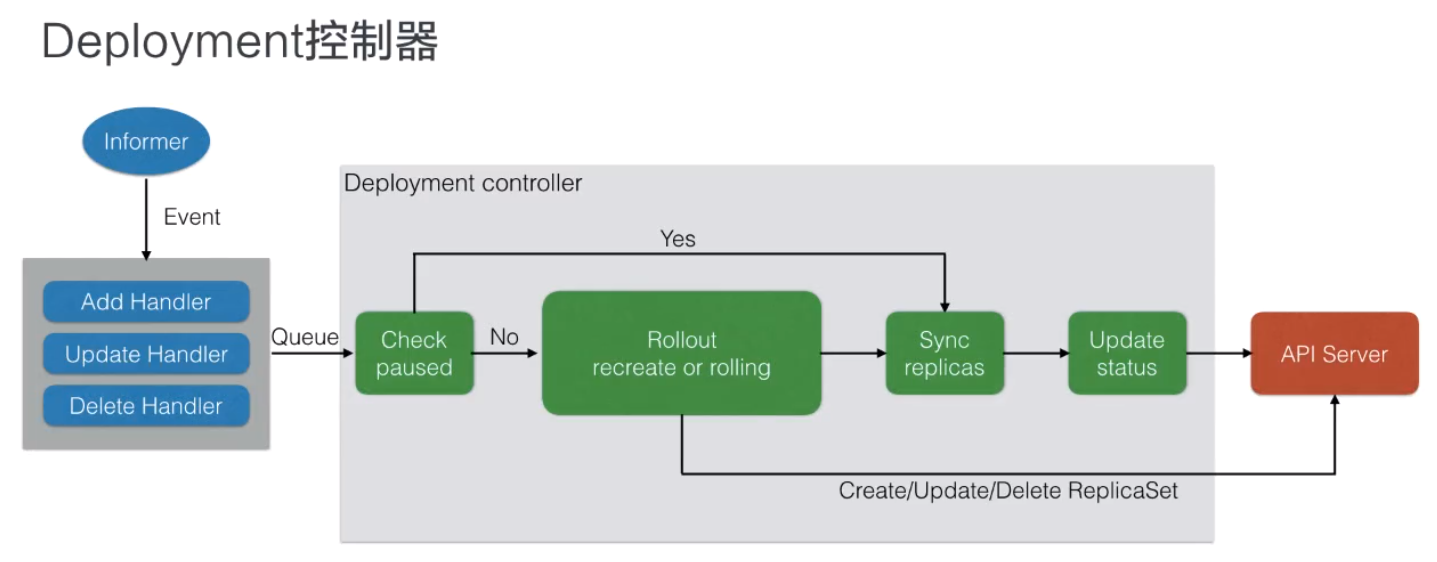 Deployment控制器
Informer
Event
Add Handler
Update Handler
Delete Handler
Queue
Deployment controller
Yes
Check
paused
No
Rollout
recreate or rolling
Sync
replicas
Update
status
API Server
Create/Update/Delete ReplicaSet